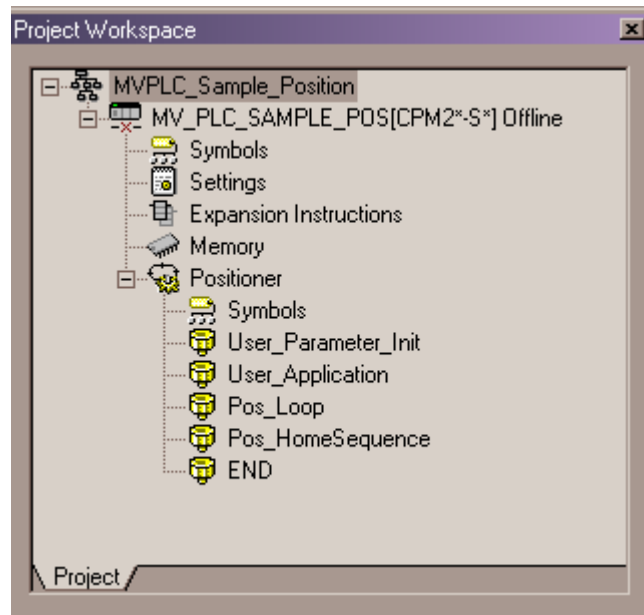 Project Workspace
MVPLC_Sample_Position
MV_PLC_SAMPLE_POS[CPM2*-S*] Offline
Symbols
Settings
Expansion Instructions
Memory
Positioner
Symbols
User_Parameter_Init
User_Application
Pos_Loop
Pos_HomeSequence
END
Project